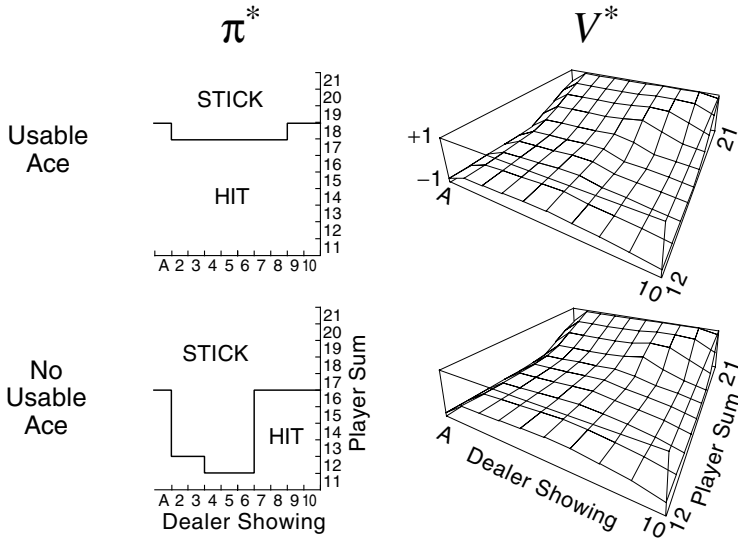 π*
V*
Usable
Ace
STICK
HIT
21
20
19
18
17
16
15
14
13
12
11
A 2 3 4 5 6 7 8 9 10
+1
−1
A
10
12
21
No
Usable
Ace
STICK
HIT
21
20
19
18
17
16
15
14
13
12
11
Player Sum
A 2 3 4 5 6 7 8 9 10
Dealer Showing
A
Dealer Showing
10
12
Player Sum
21